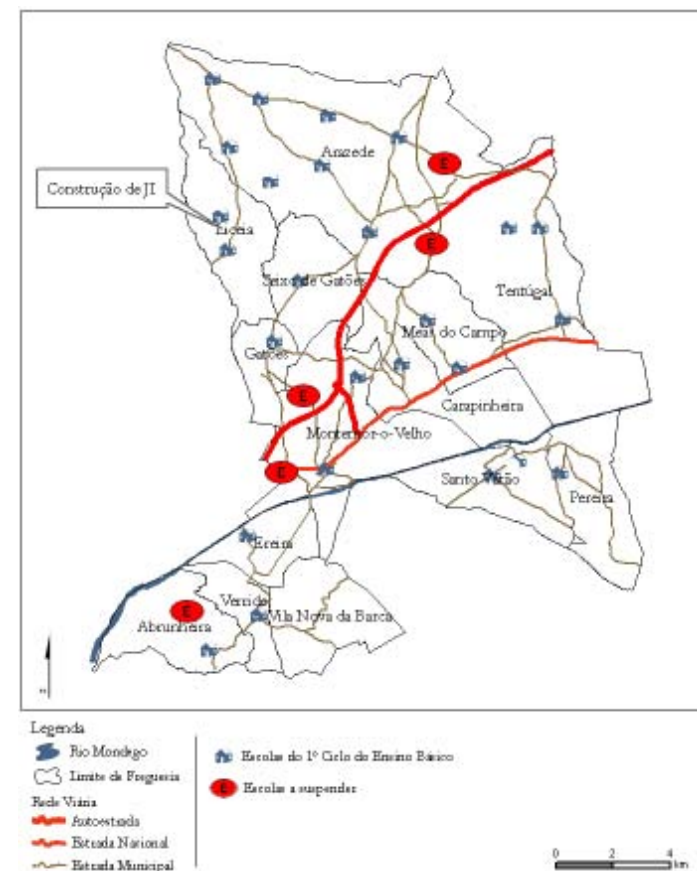 Arazede
E
Construção de JI
Liceia
E
Seixo de Gatões
Tentúgal
Meãs do Campo
Gatões
E
Carapinheira
Montemor-o-Velho
E
Santo Varão
Pereira
Ereira
E
Verride
Vila Nova da Barca
Abrunheira
Legenda
Rio Mondego
Limite de Freguesia
Rede Viária
Autoestrada
Estrada Nacional
Estrada Municipal
Escolas do 1º Ciclo do Ensino Básico
E Escolas a suspender
0 2 4
km